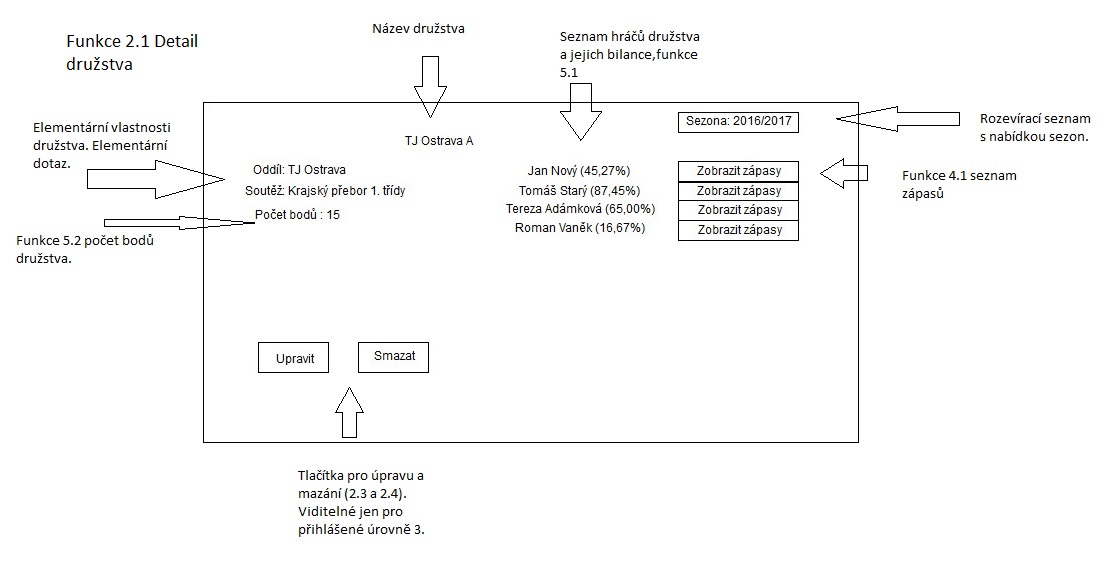 Funkce 2.1 Detail
družstva
Název družstva
Seznam hráčů družstva
a jejich bilance,funkce
5.1
Rozevírací seznam
s nabídkou sezon.
Elementární vlastnosti
družstva. Elementární
dotaz.
Funkce 4.1 seznam
zápasů
Funkce 5.2 počet bodů
družstva.
TJ Ostrava A
Sezona: 2016/2017
Oddíl: TJ Ostrava
Soutěž: Krajský přebor 1. třídy
Počet bodů : 15
Jan Nový (45,27%)
Zobrazit zápasy
Tomáš Starý (87,45%)
Zobrazit zápasy
Tereza Adámková (65,00%)
Zobrazit zápasy
Roman Vaněk (16,67%)
Zobrazit zápasy
Upravit
Smazat
Tlačítka pro úpravu a
mazání (2.3 a 2.4).
Viditelné jen pro
přihlášené úrovně 3.